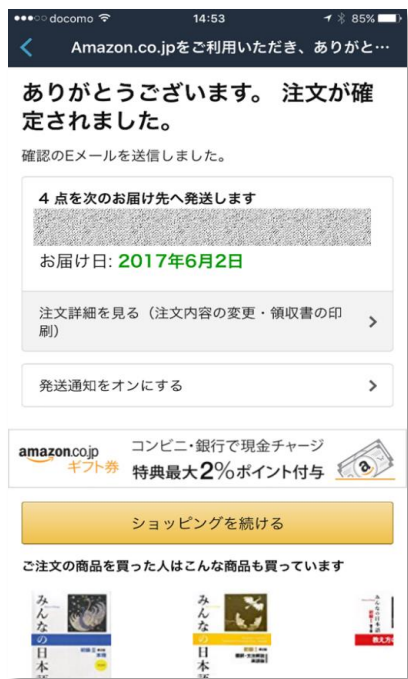 docomo 14:53 85%
Amazon.co.jpをご利用いただき、ありがと…
ありがとうございます。 注文が確
定されました。
確認のEメールを送信しました。
4 点を次のお届け先へ発送します
お届け日: 2017年6月2日
注文詳細を見る（注文内容の変更・領収書の印
刷）
発送通知をオンにする
amazon.co.jp
ギフト券
コンビニ・銀行で現金チャージ
特典最大2%ポイント付与
ショッピングを続ける
ご注文の商品を買った人はこんな商品も買っています
みんなの日本
みんなの日本